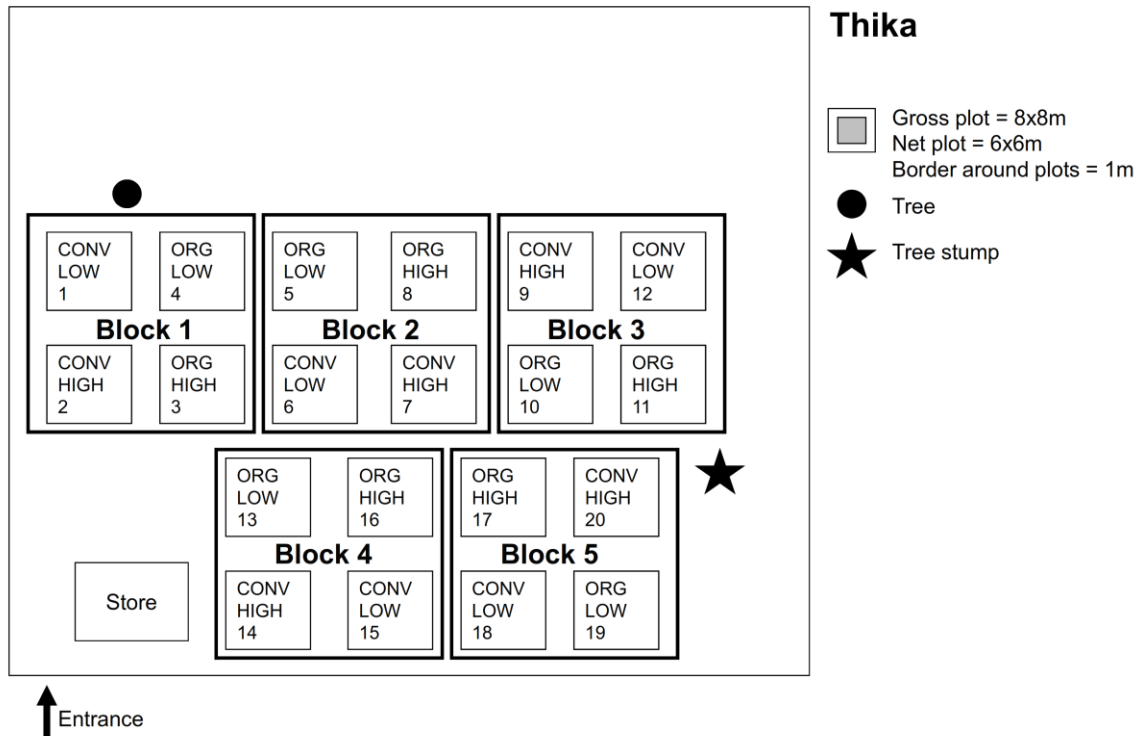 Thika
Gross plot = 8x8m
Net plot = 6x6m
Border around plots = 1m
Tree
Tree stump
CONV
LOW
1
ORG
LOW
4
Block 1
CONV
HIGH
2
ORG
HIGH
3
ORG
LOW
5
ORG
HIGH
8
Block 2
CONV
LOW
6
CONV
HIGH
7
CONV
HIGH
9
CONV
LOW
12
Block 3
ORG
LOW
10
ORG
HIGH
11
ORG
LOW
13
ORG
HIGH
16
Block 4
CONV
HIGH
14
CONV
LOW
15
ORG
HIGH
17
CONV
HIGH
20
Block 5
CONV
LOW
18
ORG
LOW
19
Store
Entrance